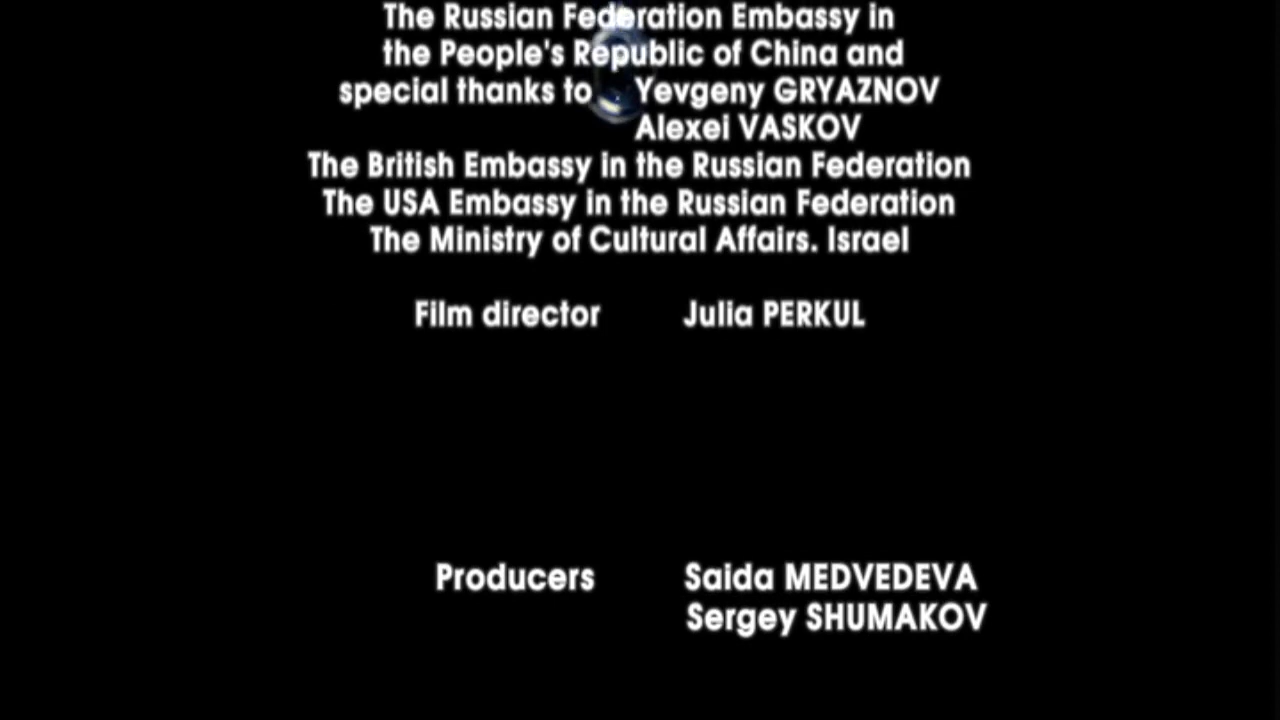 The Russian Federation Embassy in
the People's Republic of China and
special thanks to Yevgeny GRYAZNOV
Alexei VASKOV
The British Embassy in the Russian Federation
The USA Embassy in the Russian Federation
The Ministry of Cultural Affairs. Israel
Film director Julia PERKUL
Producers Saida MEDVEDEVA
Sergey SHUMAKOV